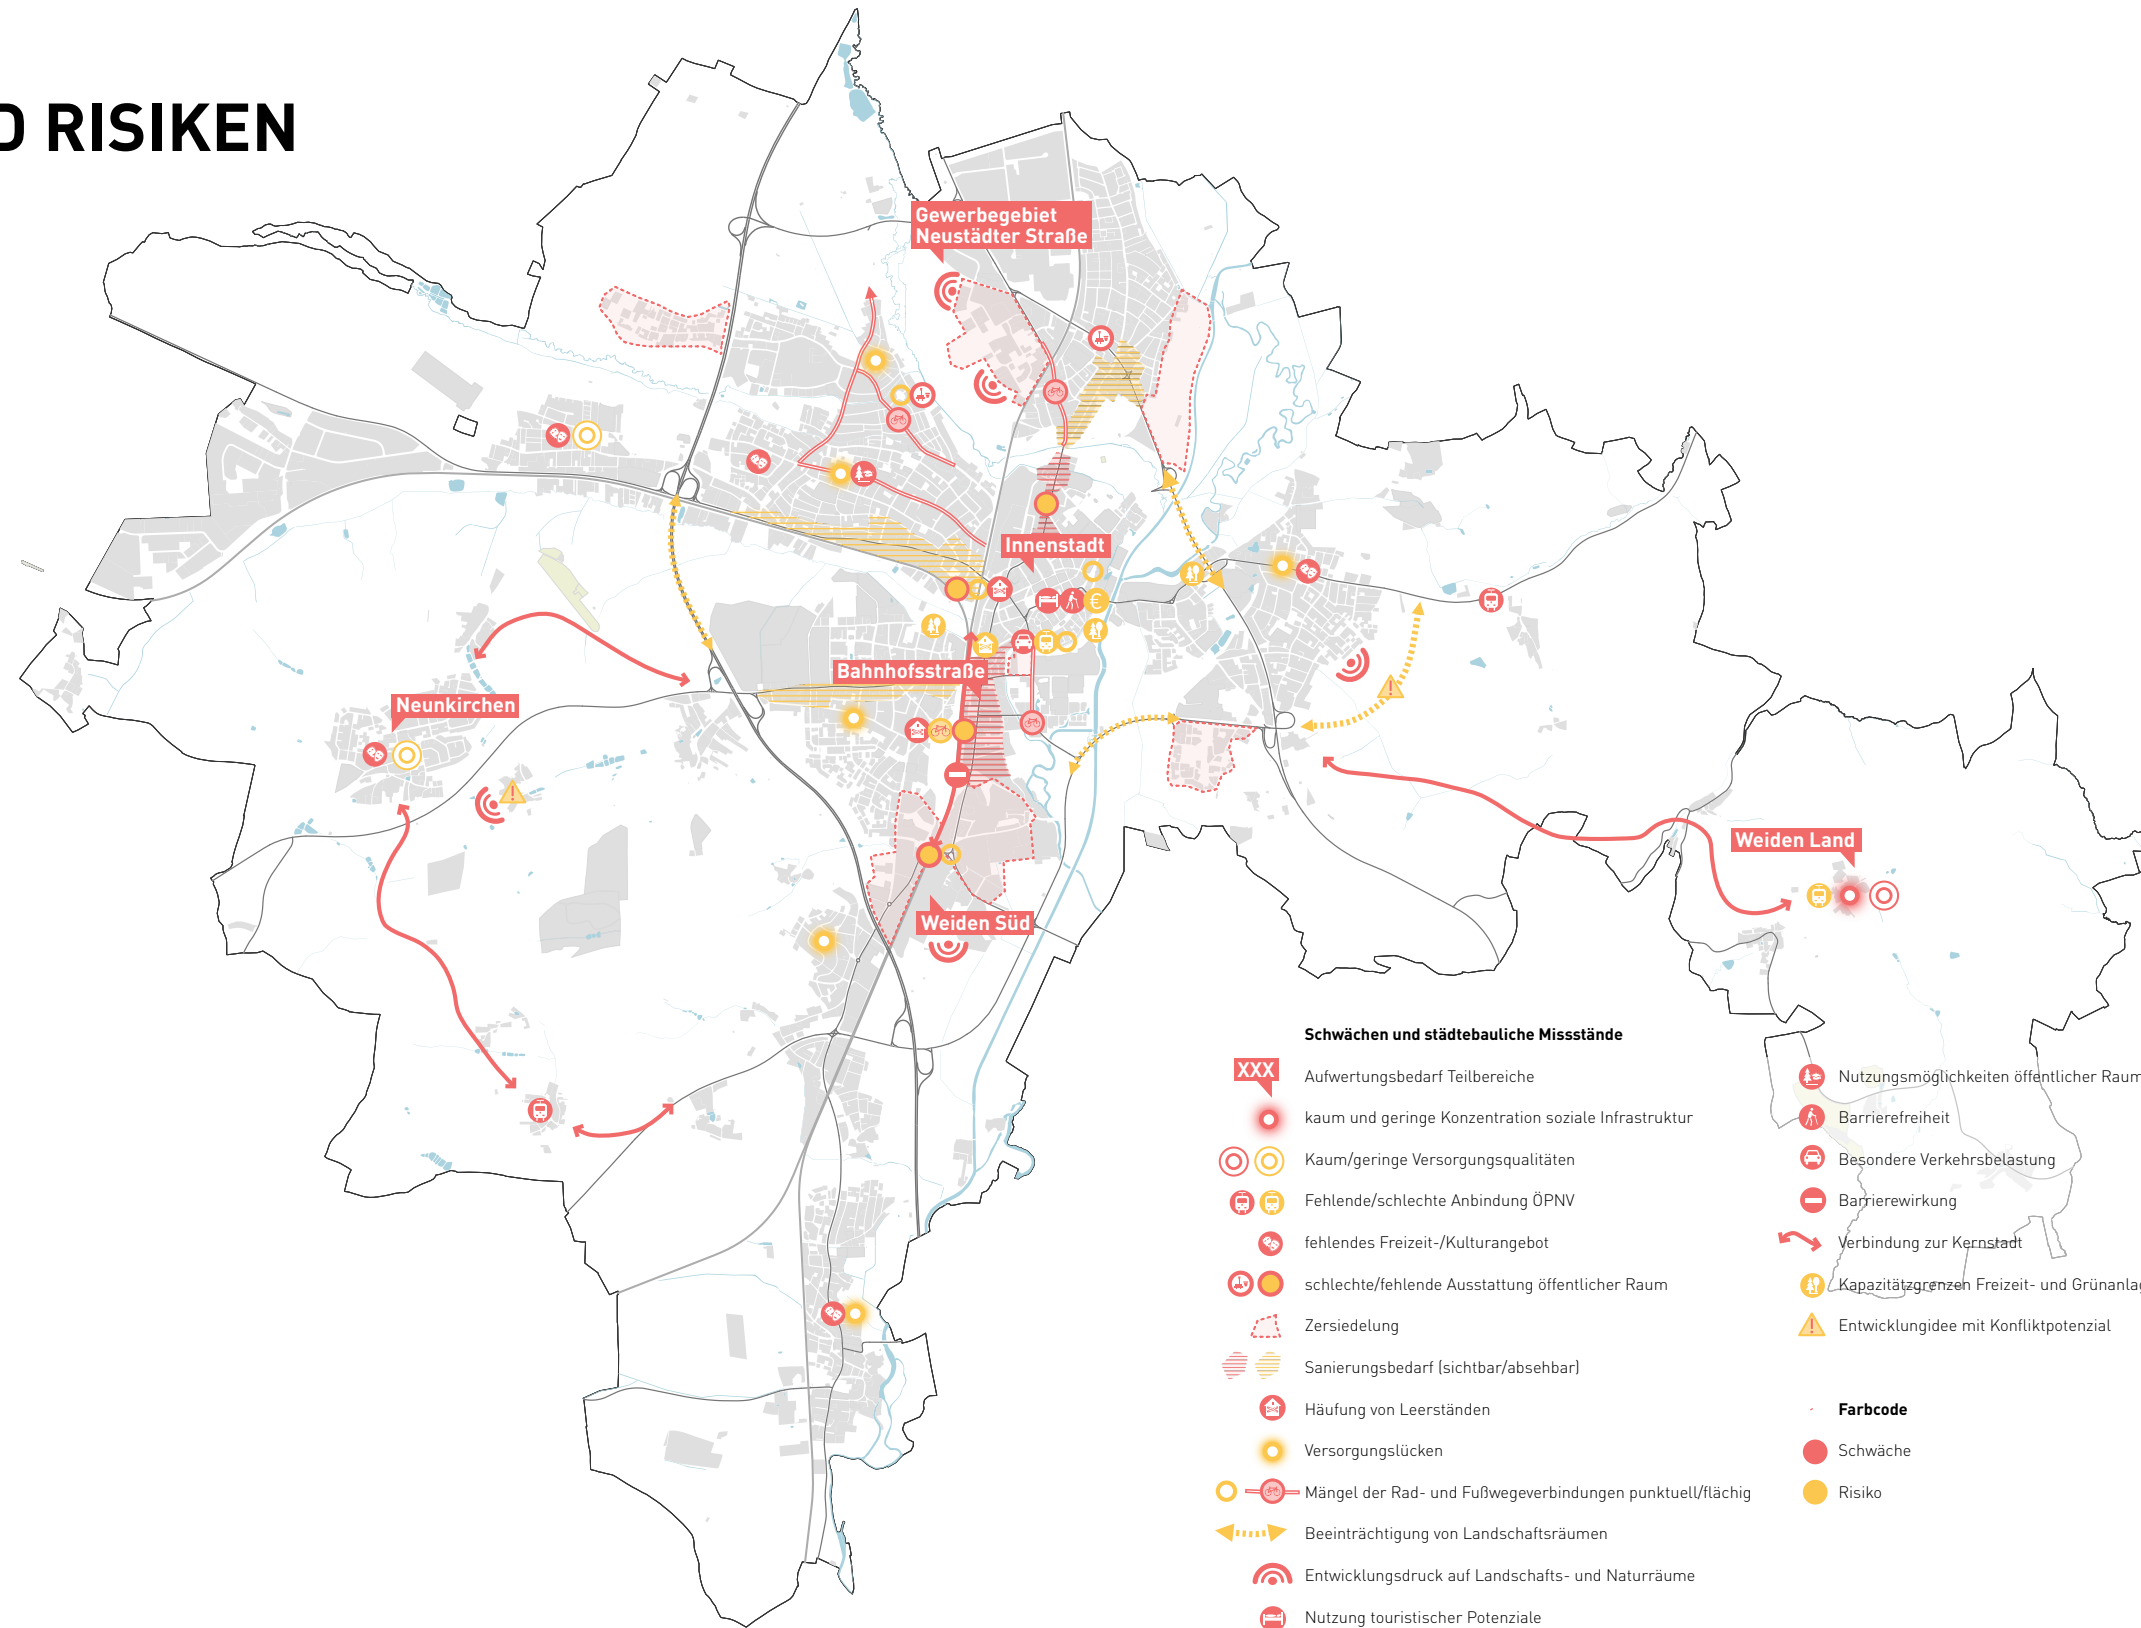 D RISIKEN
Gewerbegebiet
Neustädter Straße
Innenstadt
€
Bahnhofsstraße
Neunkirchen
!
!
Weiden Land
Weiden Süd
Schwächen und städtebauliche Missstände
XXX
Aufwertungsbedarf Teilbereiche
kaum und geringe Konzentration soziale Infrastruktur
Kaum/geringe Versorgungsqualitäten
Fehlende/schlechte Anbindung ÖPNV
fehlendes Freizeit-/Kulturangebot
schlechte/fehlende Ausstattung öffentlicher Raum
Zersiedelung
Sanierungsbedarf (sichtbar/absehbar)
Häufung von Leerständen
Versorgungslücken
Mängel der Rad- und Fußwegeverbindungen punktuell/flächig
Beeinträchtigung von Landschaftsräumen
Entwicklungsdruck auf Landschafts- und Naturräume
Nutzung touristischer Potenziale
Nutzungsmöglichkeiten öffentlicher Raum
Barrierefreiheit
Besondere Verkehrsbelastung
Barrierewirkung
Verbindung zur Kernstadt
Kapazitätzgrenzen Freizeit- und Grünanlag
!
Entwicklungidee mit Konfliktpotenzial
Farbcode
Schwäche
Risiko